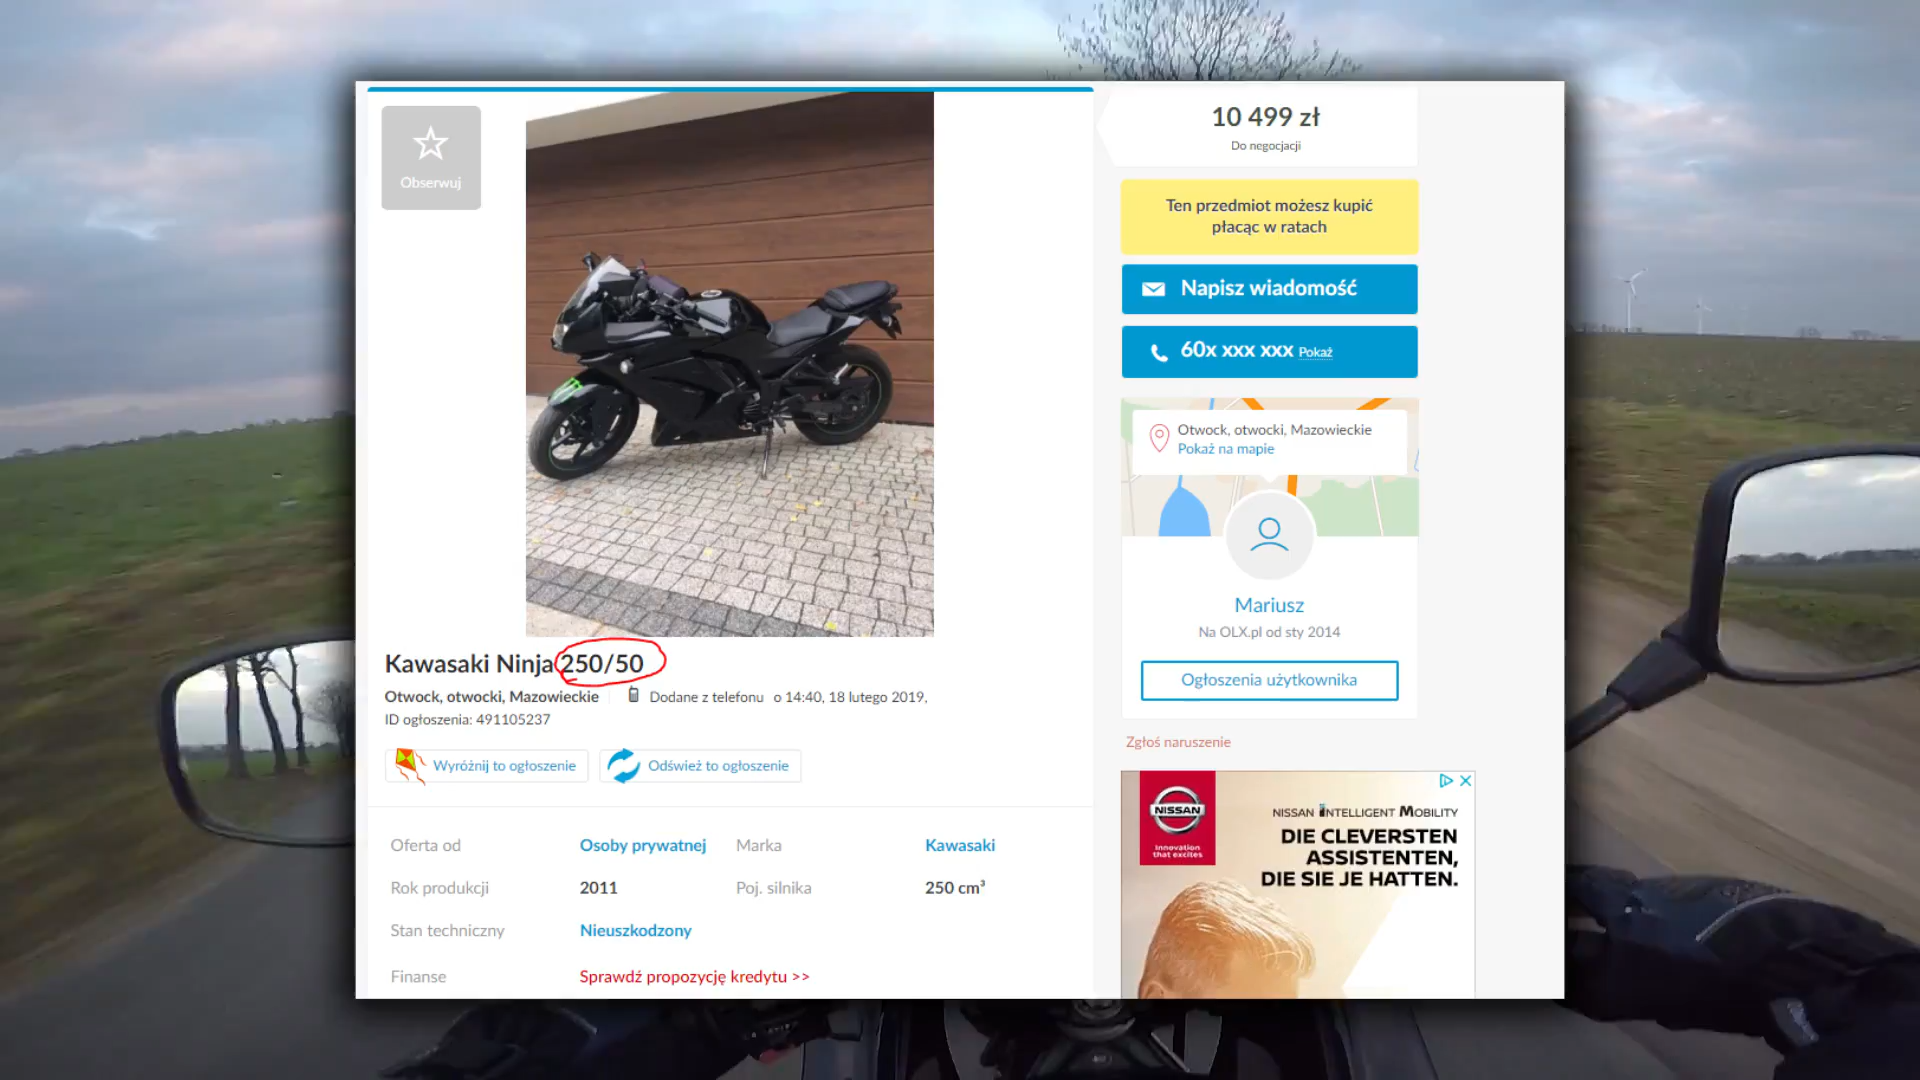 Obserwuj
10 499 zł
Do negocjacji
Ten przedmiot możesz kupić
płacąc w ratach
Napisz wiadomość
60x xxx xxx Pokaż
Otwock, otwocki, Mazowieckie
Pokaż na mapie
Mariusz
Na OLX.pl od sty 2014
Ogłoszenia użytkownika
Zgłoś naruszenie
Kawasaki Ninja 250/50
Otwock, otwocki, Mazowieckie Dodane z telefonu o 14:40, 18 lutego 2019,
ID ogłoszenia: 491105237
Wyróżnij to ogłoszenie Odśwież to ogłoszenie
Oferta od Osoby prywatnej Marka Kawasaki
Rok produkcji 2011 Poj. silnika 250 cm³
Stan techniczny Nieuszkodzony
Finanse Sprawdź propozycję kredytu >>
NISSAN
Innovation
that excites
NISSAN INTELLIGENT MOBILITY
DIE CLEVERSTEN
ASSISTENTEN,
DIE SIE JE HATTEN.